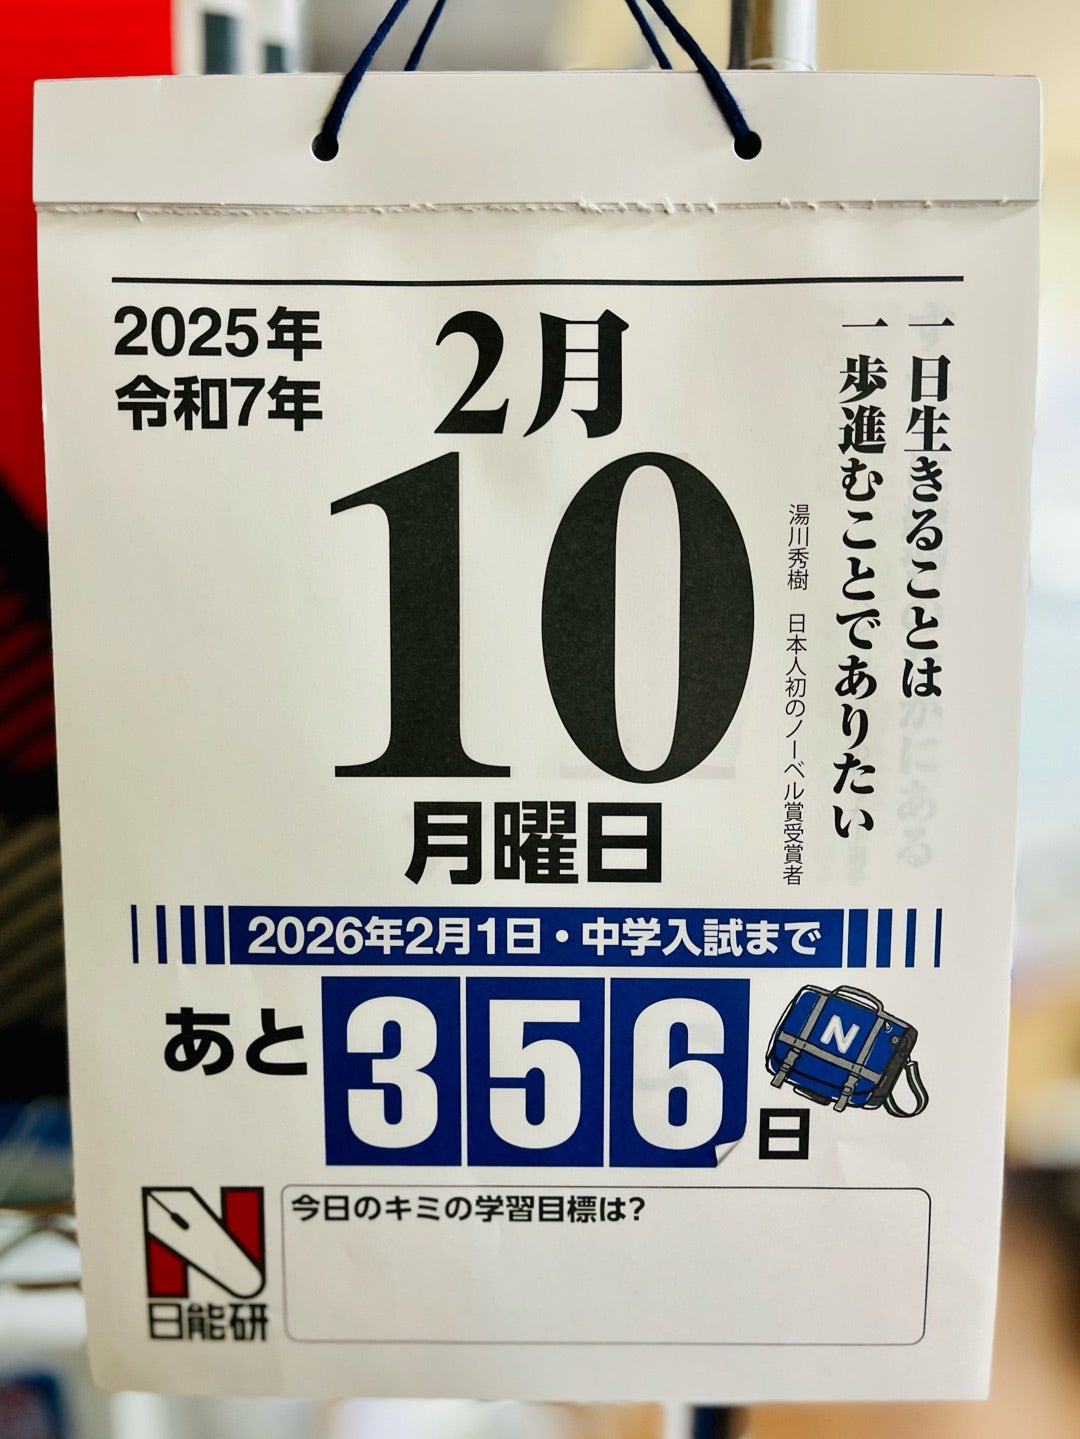 2025年
令和7年
2月
10
月曜日
一日生きることは
一歩進むことでありたい
湯川秀樹 日本人初のノーベル賞受賞者
2026年2月1日・中学入試まで
あと356日
N
今日のキミの学習目標は?
N
日能研